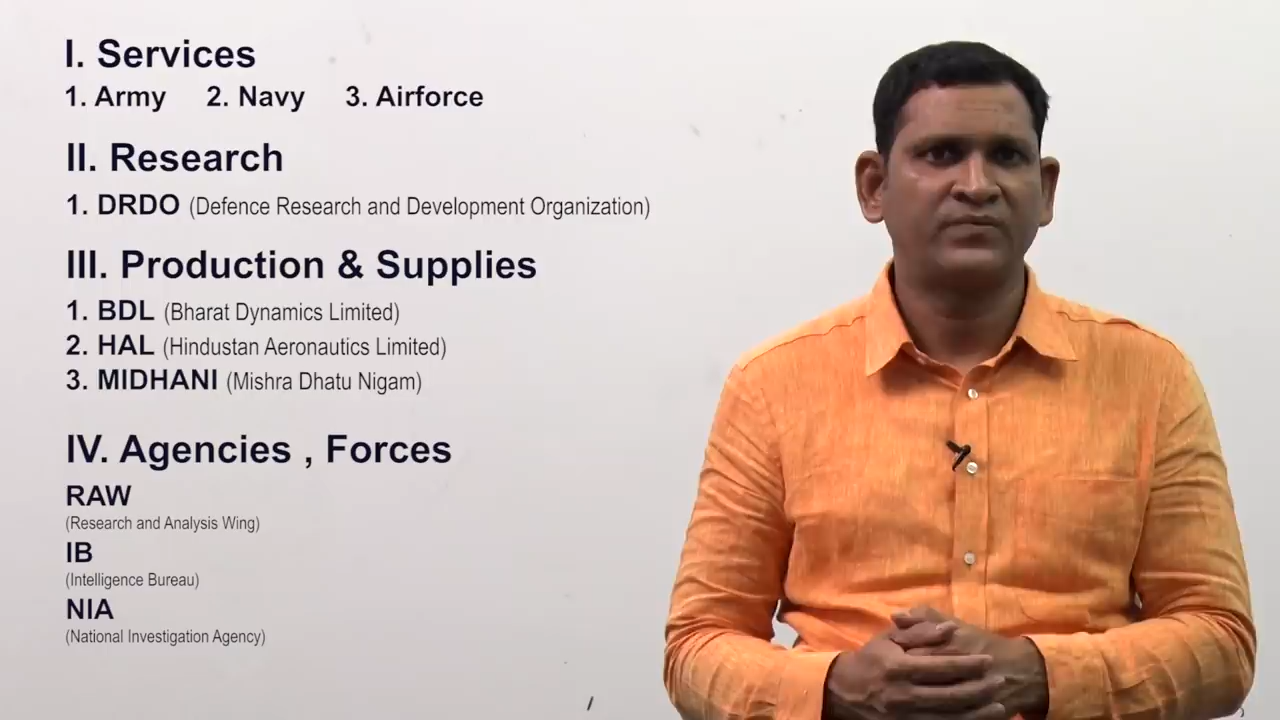 I. Services
1. Army 2. Navy 3. Airforce
II. Research
1. DRDO (Defence Research and Development Organization)
III. Production & Supplies
1. BDL (Bharat Dynamics Limited)
2. HAL (Hindustan Aeronautics Limited)
3. MIDHANI (Mishra Dhatu Nigam)
IV. Agencies , Forces
RAW
(Research and Analysis Wing)
IB
(Intelligence Bureau)
NIA
(National Investigation Agency)